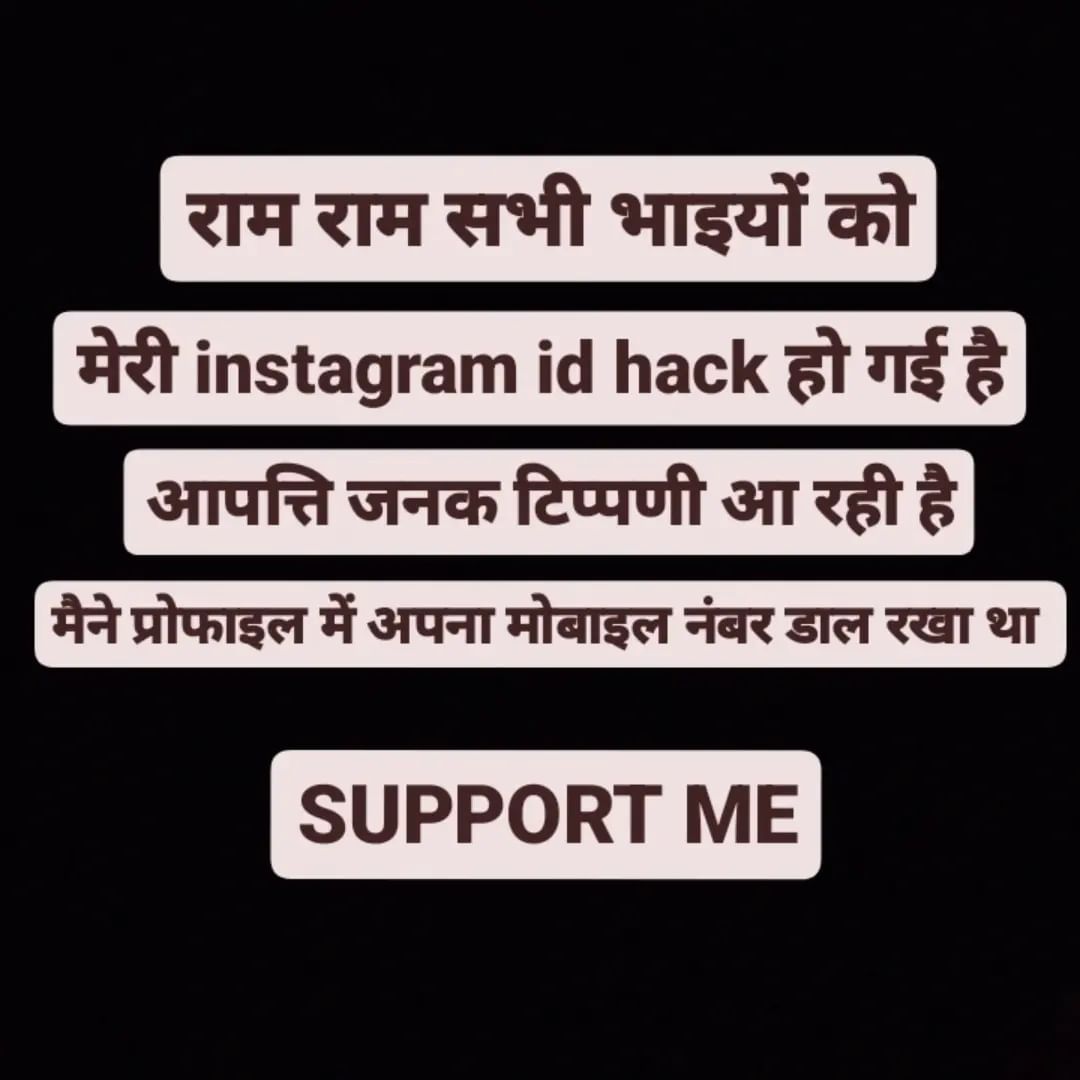 राम राम सभी भाइयों को
मेरी instagram id hack हो गई है
आपत्ति जनक टिप्पणी आ रही है
मैने प्रोफाइल में अपना मोबाइल नंबर डाल रखा था
SUPPORT ME